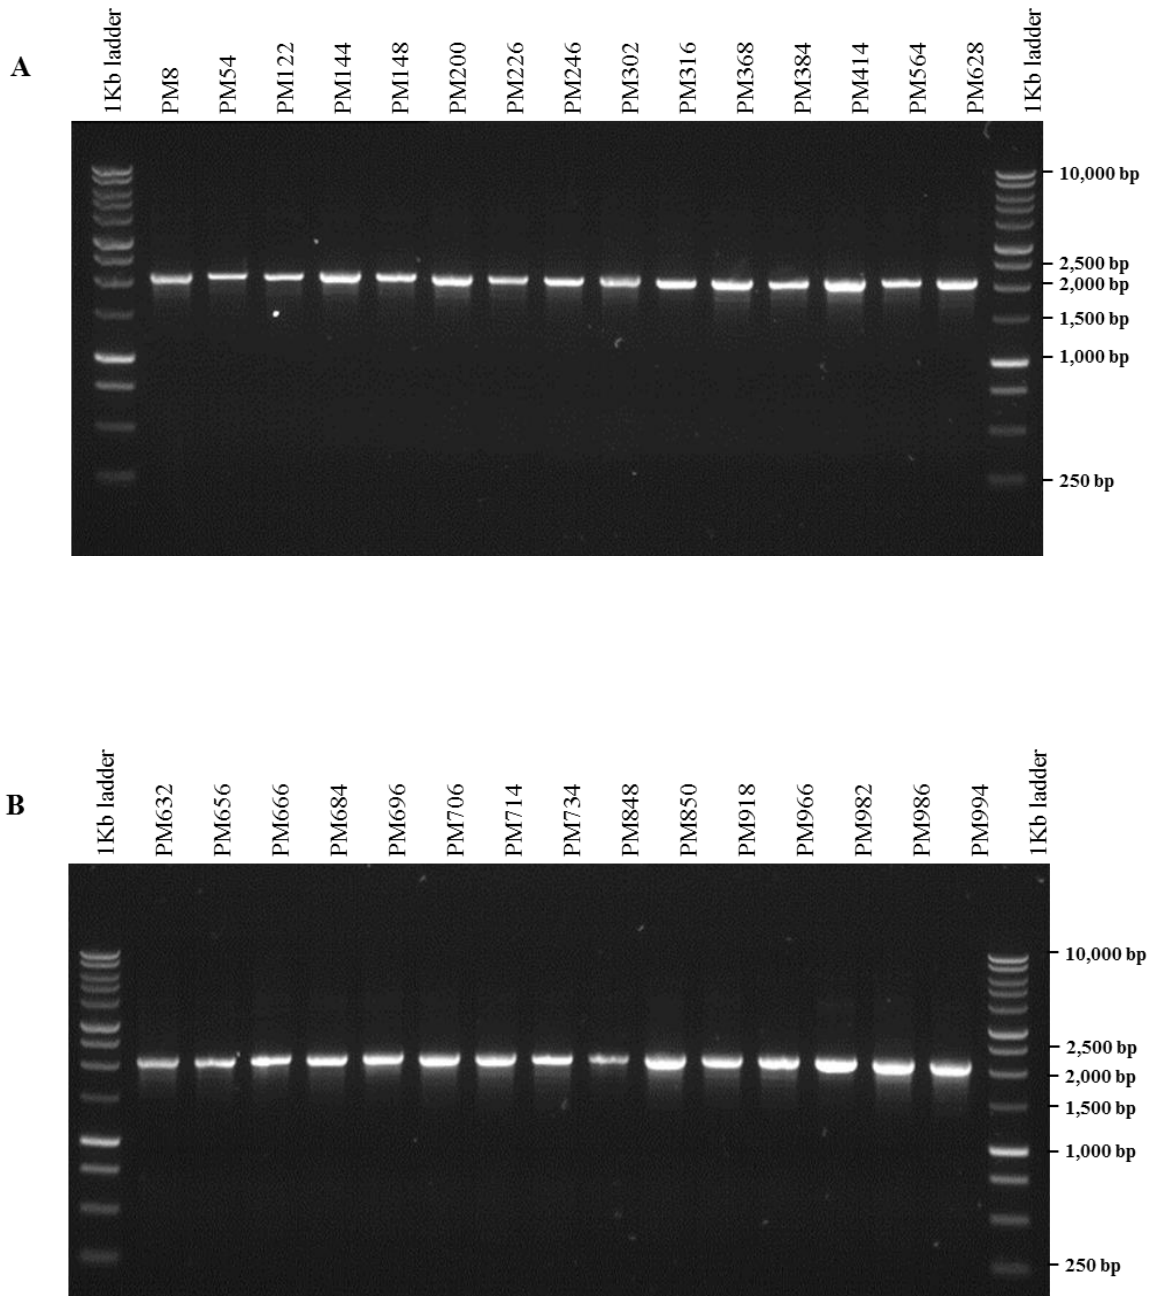 A
1Kb ladder
PM8
PM54
PM122
PM144
PM148
PM200
PM226
PM246
PM302
PM316
PM368
PM384
PM414
PM564
PM628
1Kb ladder
10,000 bp
2,500 bp
2,000 bp
1,500 bp
1,000 bp
250 bp
B
1Kb ladder
PM632
PM656
PM666
PM684
PM696
PM706
PM714
PM734
PM848
PM850
PM918
PM966
PM982
PM986
PM994
1Kb ladder
10,000 bp
2,500 bp
2,000 bp
1,500 bp
1,000 bp
250 bp